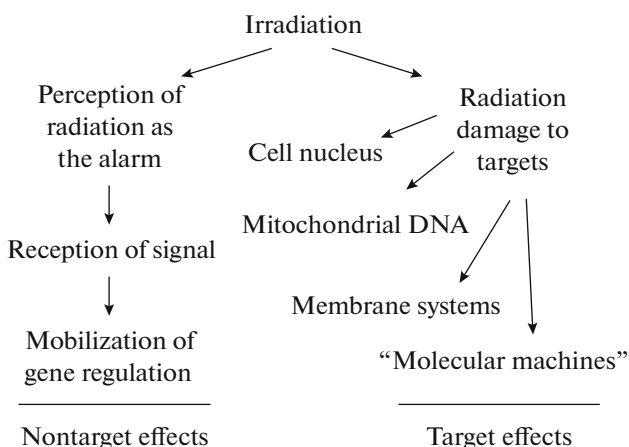 Irradiation
Perception of
radiation as
the alarm
Reception of signal
Mobilization of
gene regulation
Nontarget effects
Radiation
damage to
targets
Cell nucleus
Mitochondrial DNA
Membrane systems
“Molecular machines”
Target effects